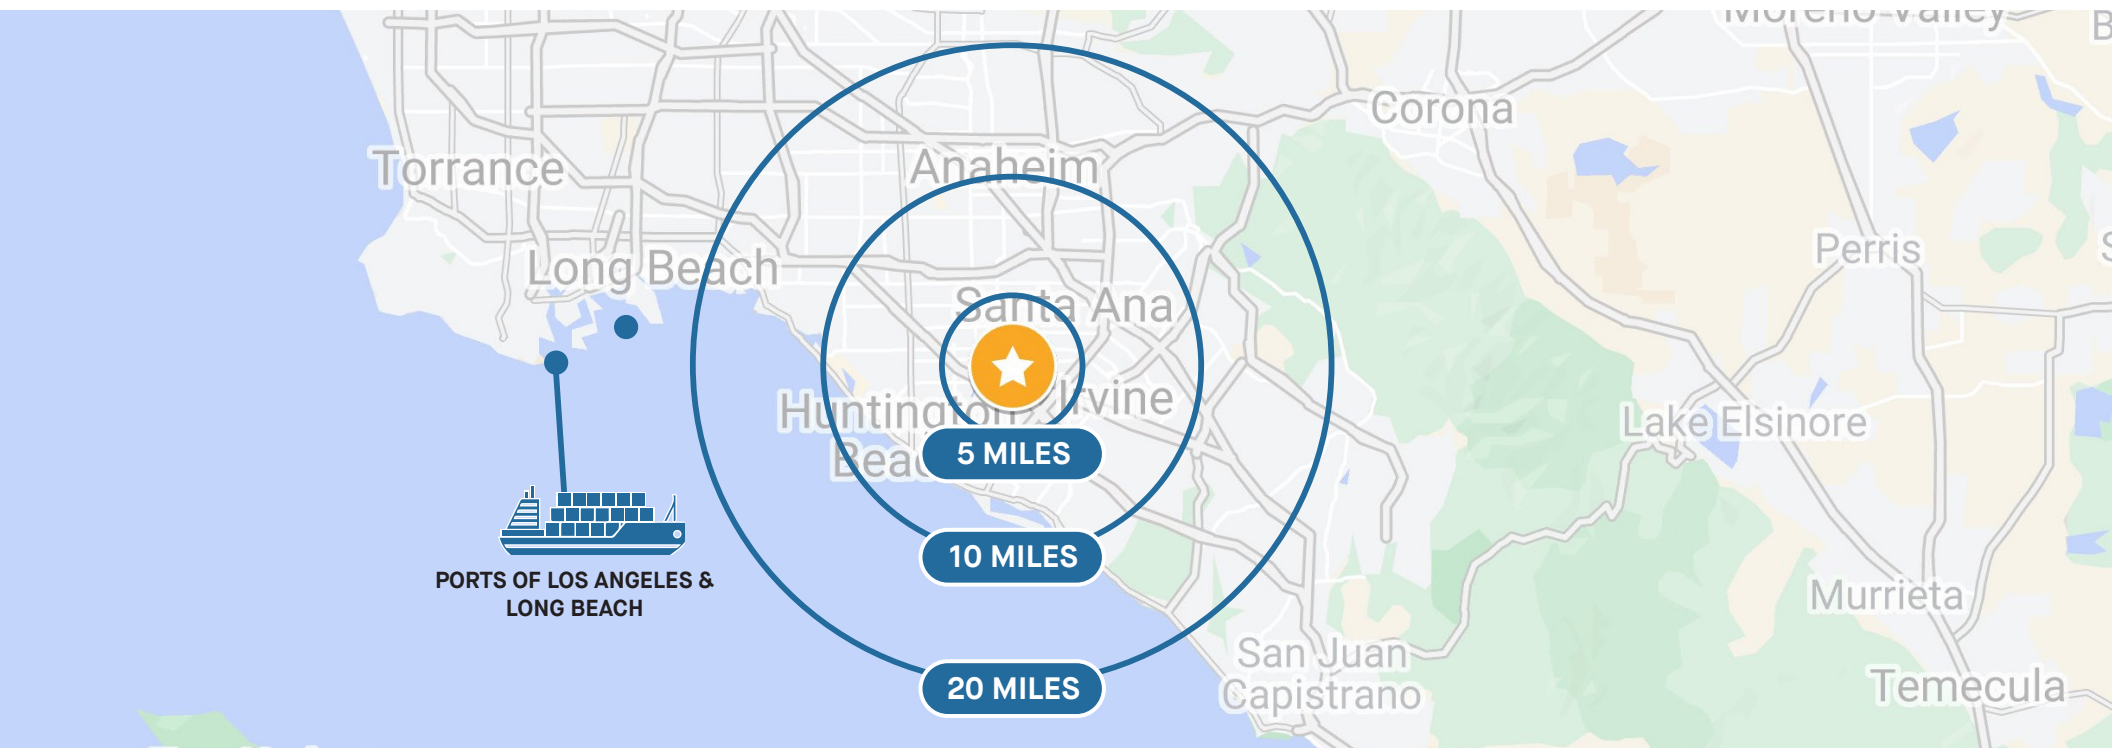 Moreno Valley
Corona
Torrance
Anaheim
Perris
Long Beach
Santa Ana
Irvine
Huntington
Beac
Lake Elsinore
5 MILES
10 MILES
PORTS OF LOS ANGELES &
LONG BEACH
Murrieta
San Juan
Capistrano
20 MILES
Temecula